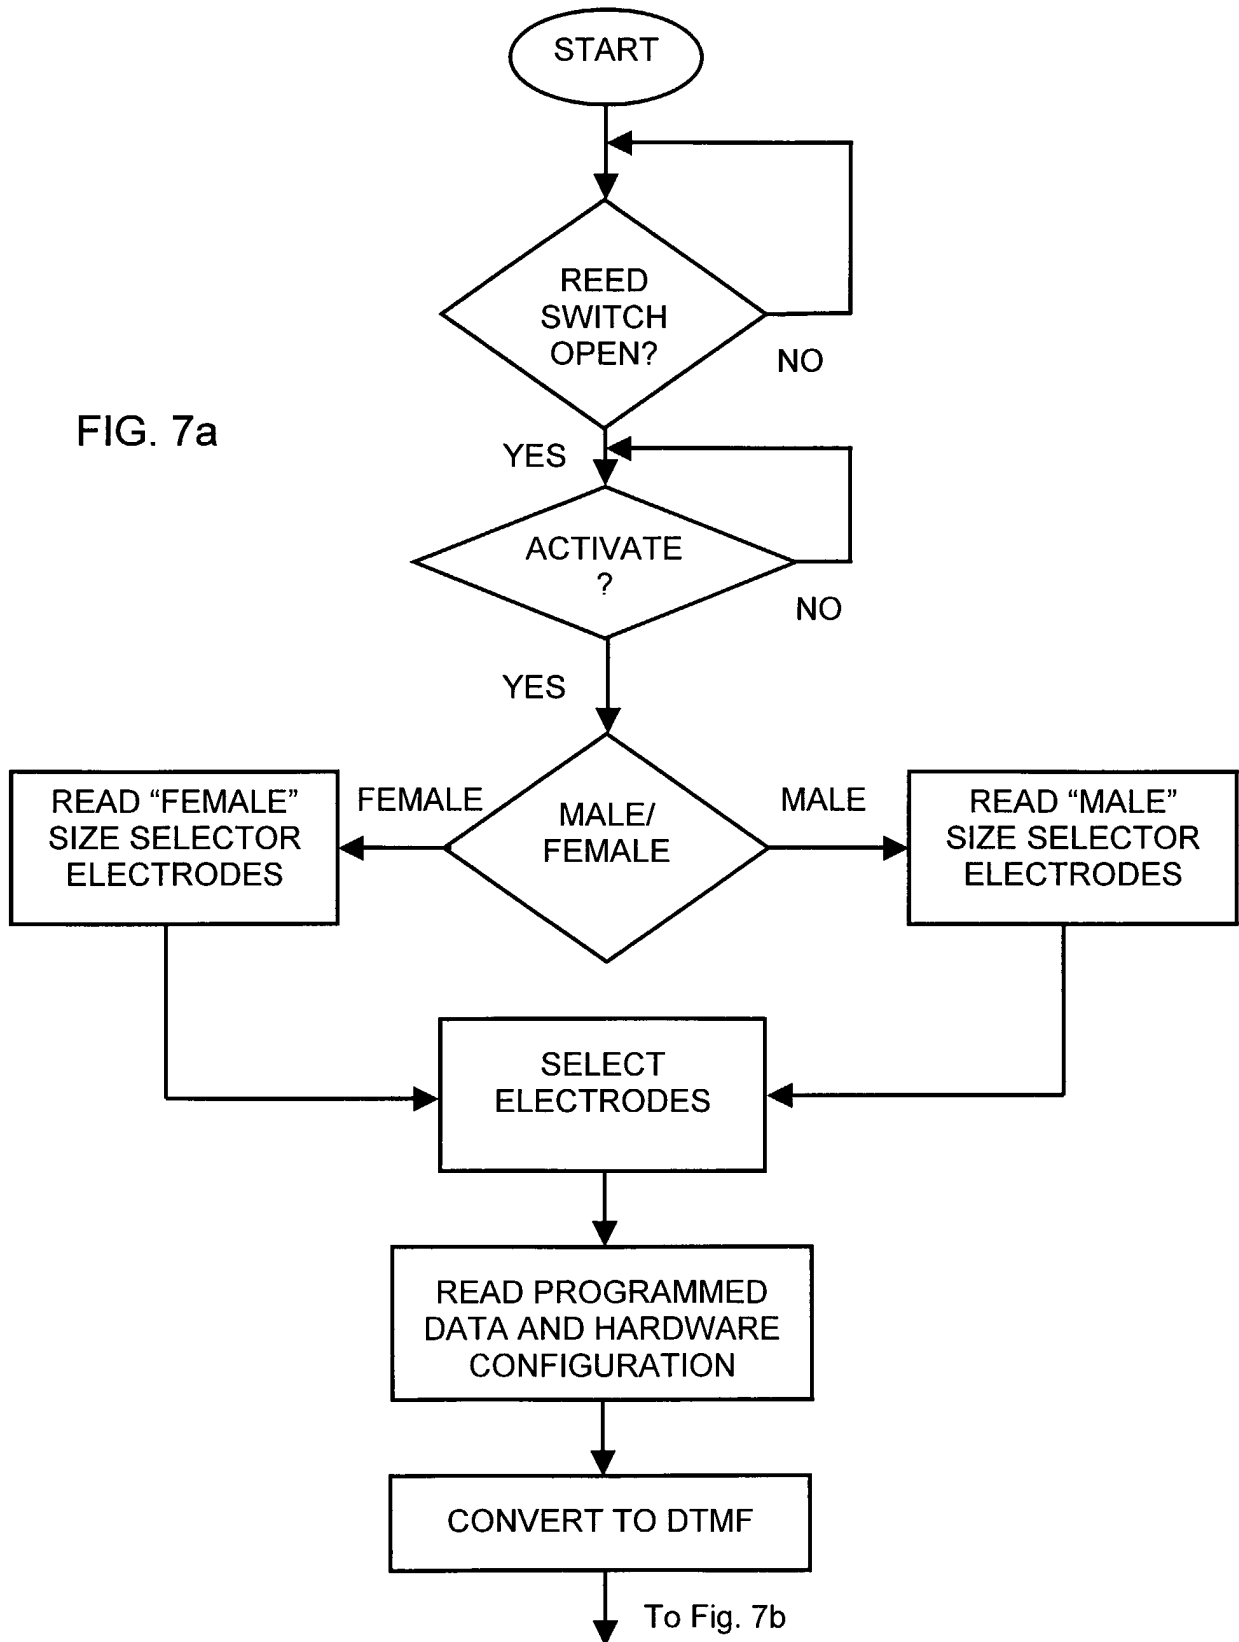 START
REED
SWITCH
OPEN?
NO
FIG. 7a
YES
ACTIVATE
?
NO
YES
READ “FEMALE”
SIZE SELECTOR
ELECTRODES
FEMALE
MALE/
FEMALE
MALE
READ “MALE”
SIZE SELECTOR
ELECTRODES
SELECT
ELECTRODES
READ PROGRAMMED
DATA AND HARDWARE
CONFIGURATION
CONVERT TO DTMF
To Fig. 7b